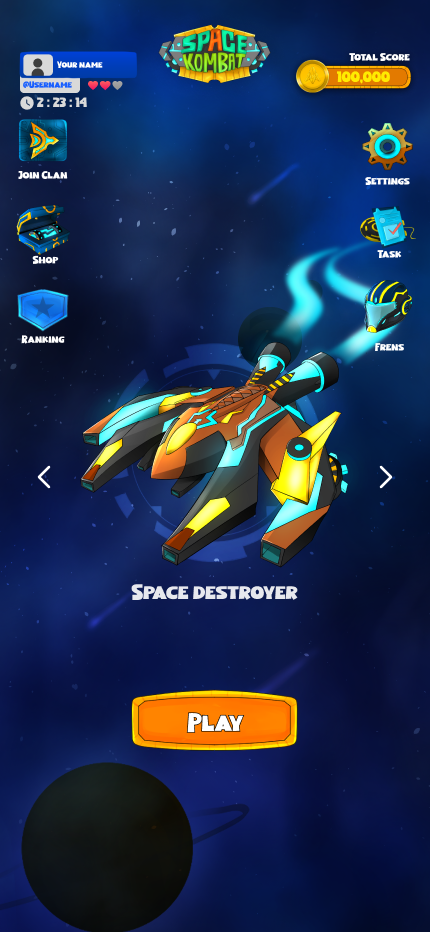 SPACE
KOMBAT
Your name
@Username
2 : 23 : 14
Total Score
100,000
Join Clan
Settings
Shop
Task
Ranking
Frens
Space destroyer
Play